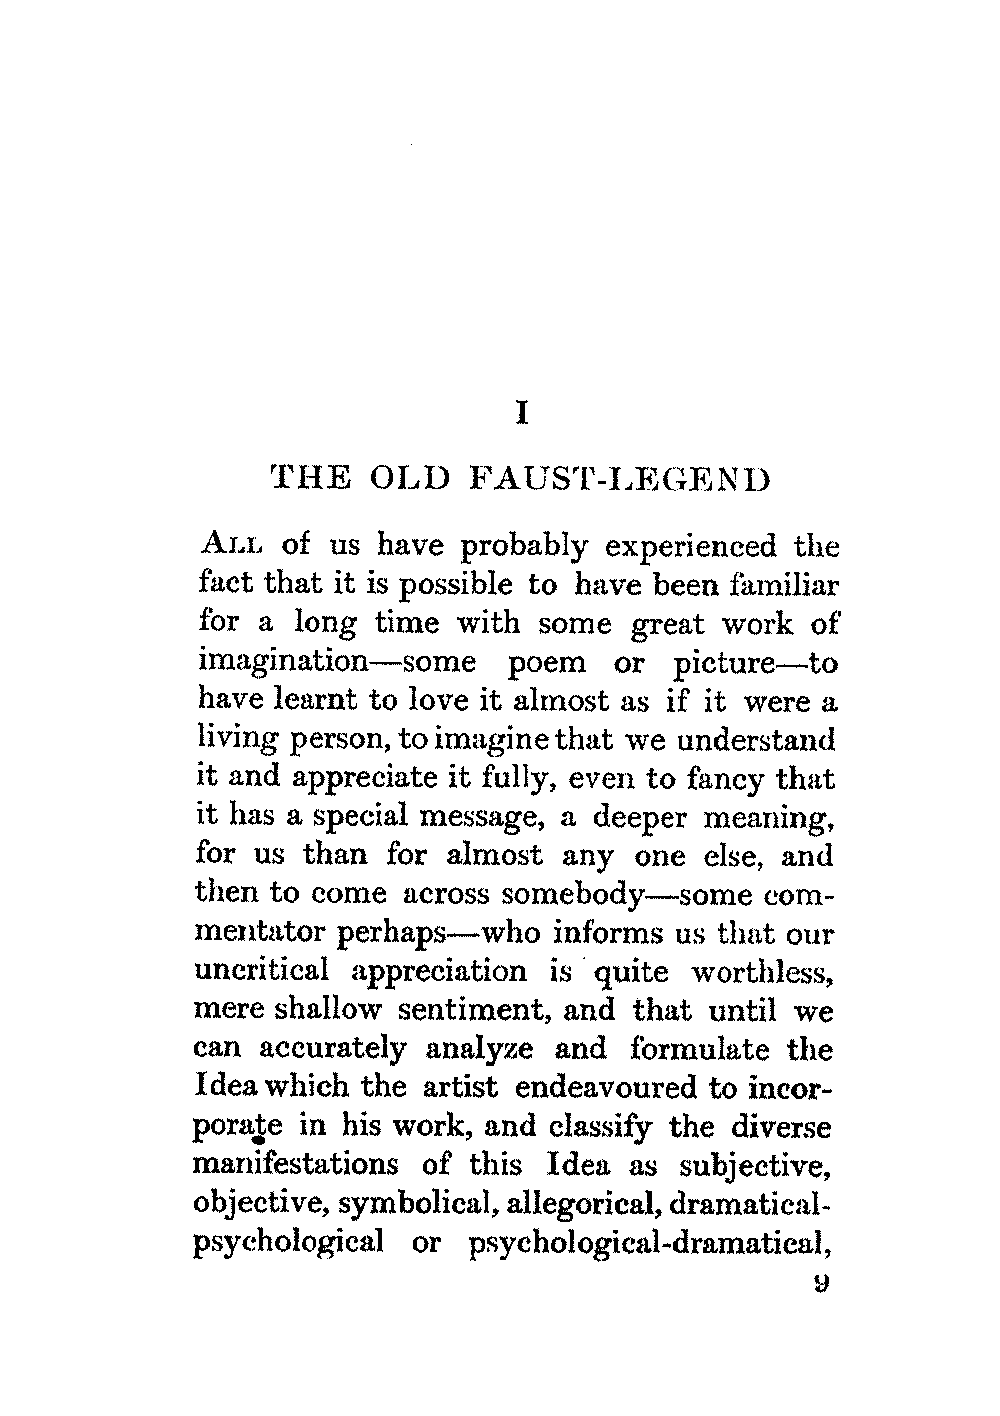 I
THE OLD FAUST-LEGEND
ALL of us have probably experienced the
fact that it is possible to have been familiar
for a long time with some great work of
imagination—some poem or picture—to
have learnt to love it almost as if it were a
living person, to imagine that we understand
it and appreciate it fully, even to fancy that
it has a special message, a deeper meaning,
for us than for almost any one else, and
then to come across somebody—some com-
mentator perhaps—who informs us that our
uncritical appreciation is quite worthless,
mere shallow sentiment, and that until we
can accurately analyze and formulate the
Idea which the artist endeavoured to incor-
porate in his work, and classify the diverse
manifestations of this Idea as subjective,
objective, symbolical, allegorical, dramatical-
psychological or psychological-dramatical,
9